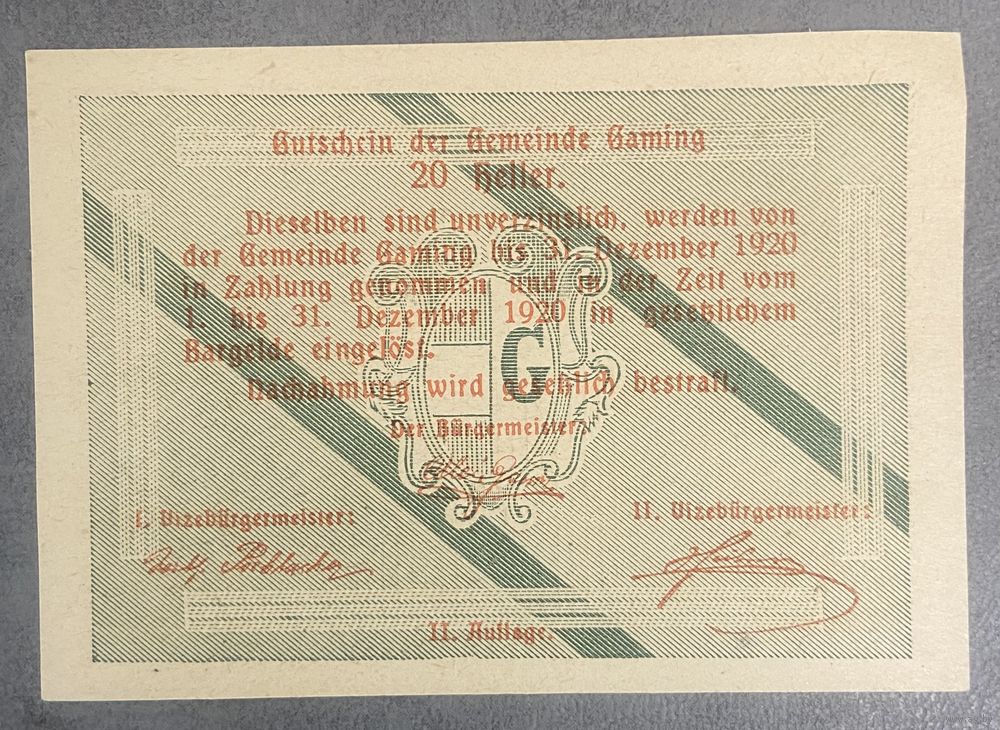 Gutschein der Gemeinde Gaming
20 Heller.
Dieselben sind unverzinslich, werden von
der Gemeinde Gaming bis 31. Dezember 1920
in Zahlung genommen und in der Zeit vom
1. bis 31. Dezember 1920 in gesetzlichem
Bargelde eingelöst.
Nachahmung wird gesetzlich bestraft.
G
Der Bürgermeister:
I. Vizebürgermeister:
II. Vizebürgermeister:
II. Auflage.